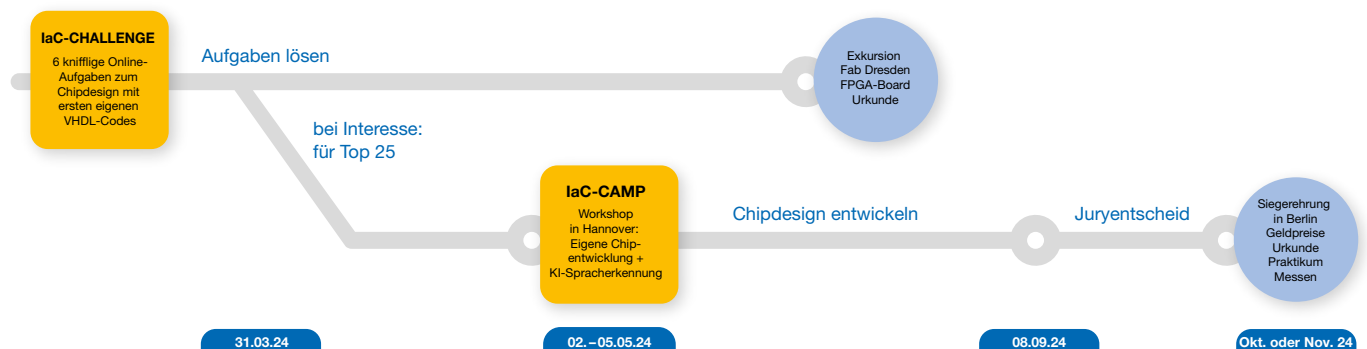 IaC-CHALLENGE
6 knifflige Online-
Aufgaben zum
Chipdesign mit
ersten eigenen
VHDL-Codes
Aufgaben lösen
Exkursion
Fab Dresden
FPGA-Board
Urkunde
bei Interesse:
für Top 25
IaC-CAMP
Workshop
in Hannover:
Eigene Chip-
entwicklung +
KI-Spracherkennung
Chipdesign entwickeln
Juryentscheid
Siegerehrung
in Berlin
Geldpreise
Urkunde
Praktikum
Messen
31.03.24
02.–05.05.24
08.09.24
Okt. oder Nov. 24